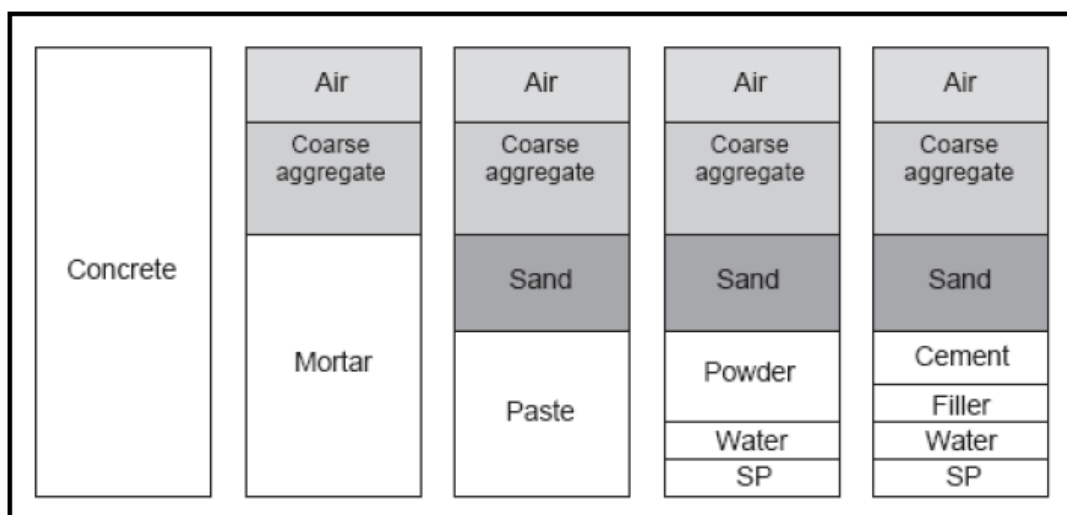 Concrete
Air
Coarse
aggregate
Mortar
Air
Coarse
aggregate
Sand
Paste
Air
Coarse
aggregate
Sand
Powder
Water
SP
Air
Coarse
aggregate
Sand
Cement
Filler
Water
SP